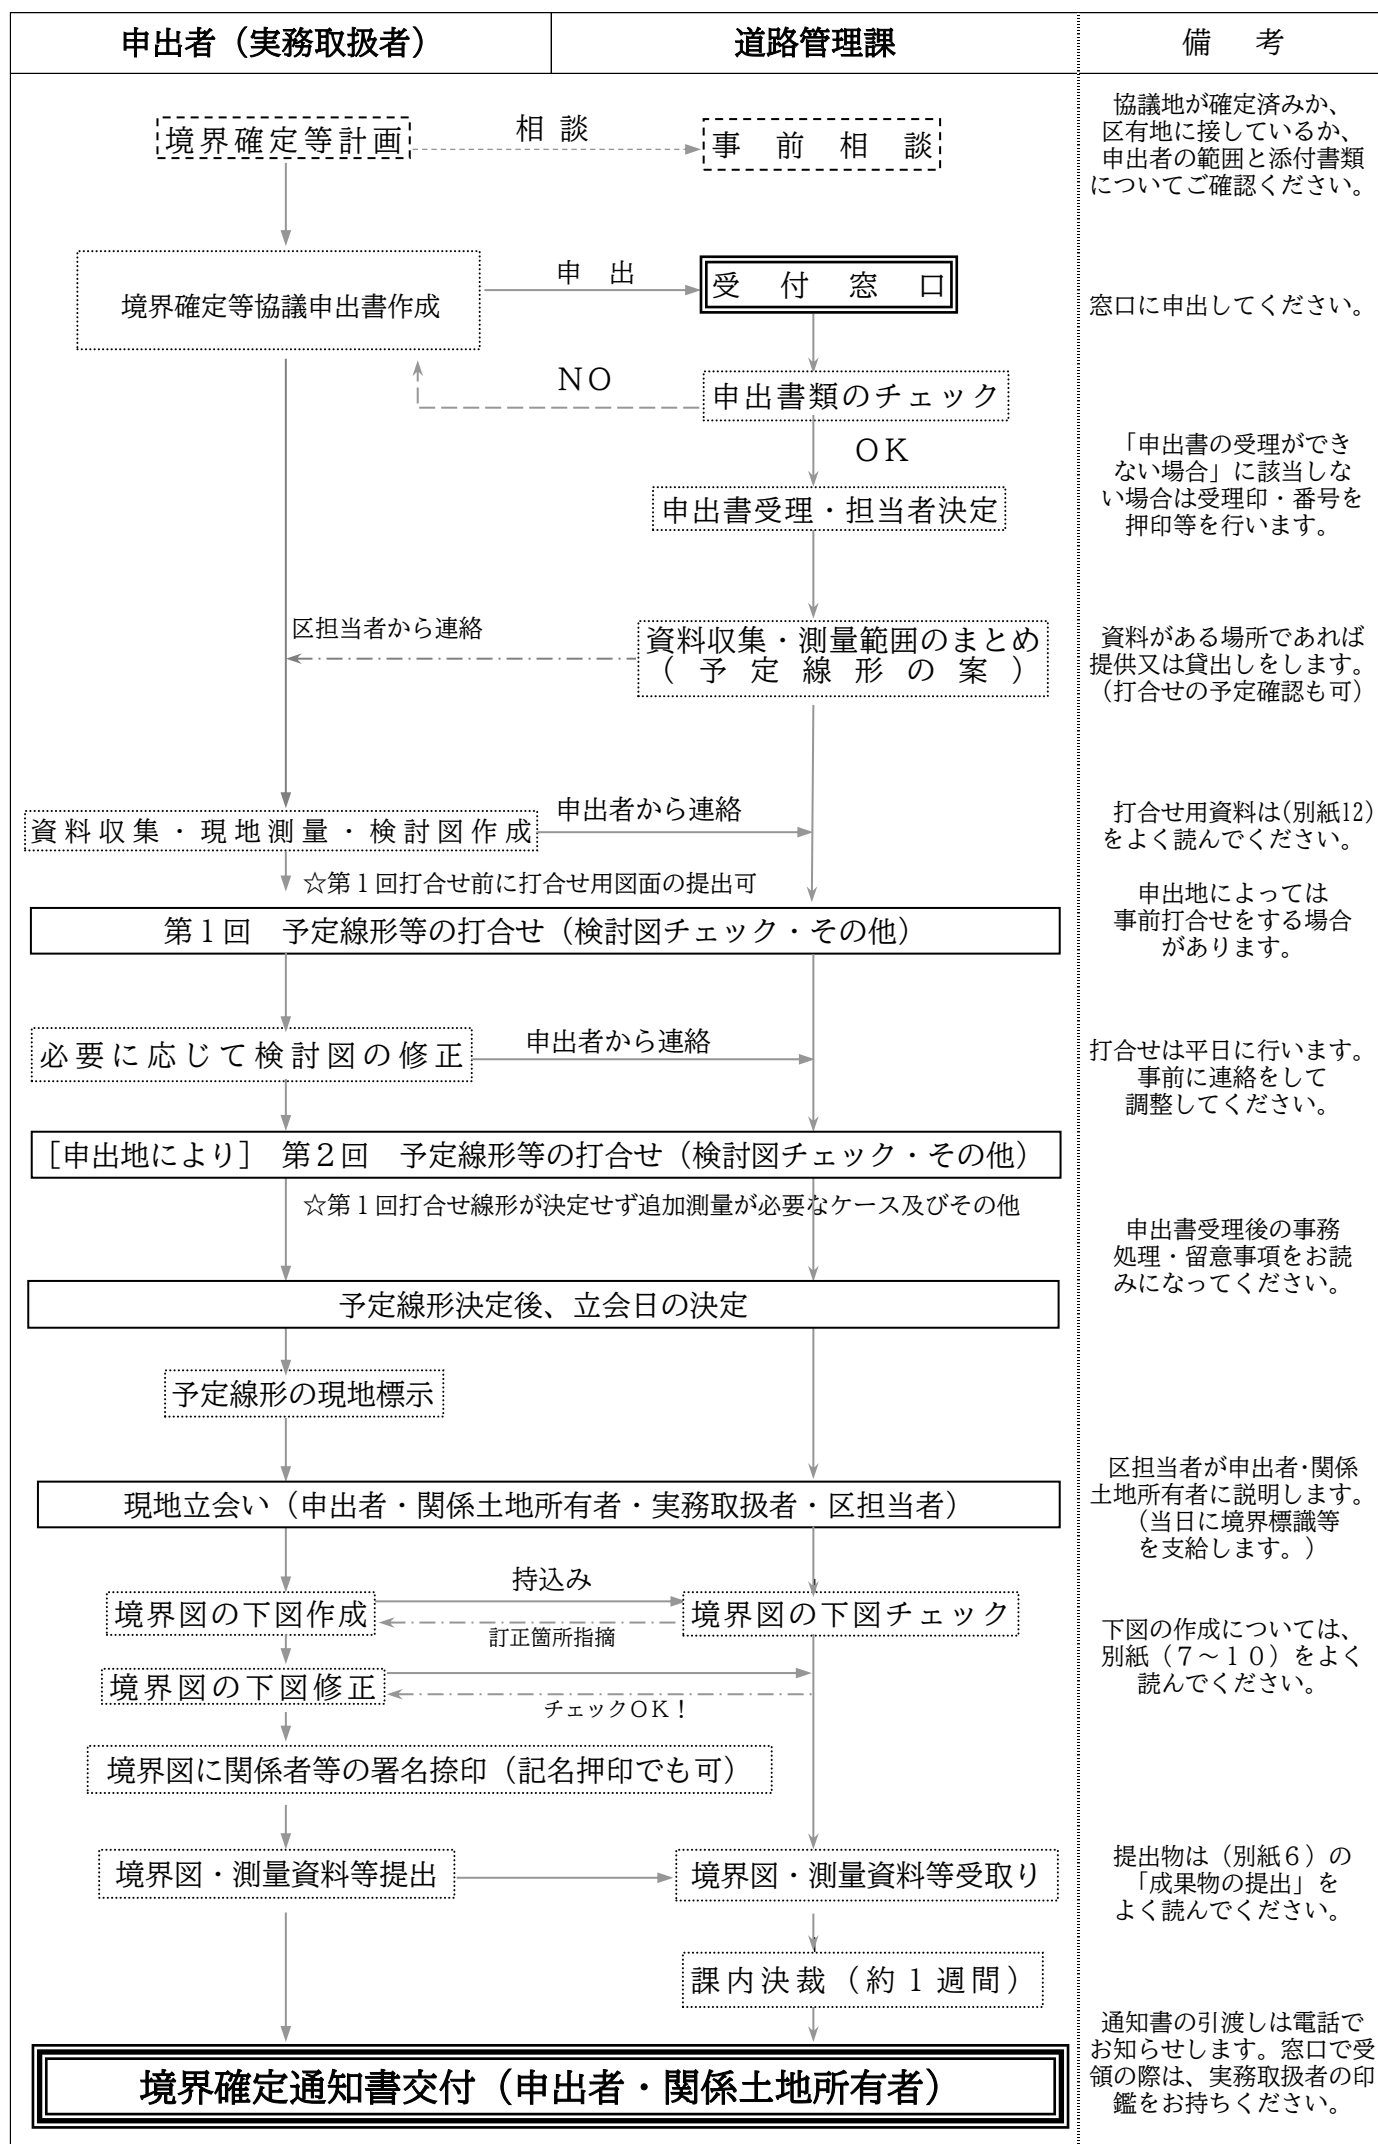 申出者（実務取扱者）
道路管理課
備　考
境界確定等計画
相談
事前相談
協議地が確定済みか、
区有地に接しているか、
申出者の範囲と添付書類
についてご確認ください。
境界確定等協議申出書作成
申出
受付窓口
窓口に申出してください。
NO
申出書類のチェック
OK
申出書受理・担当者決定
「申出書の受理ができ
ない場合」に該当しな
い場合は受理印・番号を
押印等を行います。
区担当者から連絡
資料収集・測量範囲のまとめ
（予定線形の案）
資料がある場所であれば
提供又は貸出しをします。
（打合せの予定確認も可）
資料収集・現地測量・検討図作成
申出者から連絡
打合せ用資料は(別紙12)
をよく読んでください。
☆第１回打合せ前に打合せ用図面の提出可
第１回　予定線形等の打合せ（検討図チェック・その他）
申出地によっては
事前打合せをする場合
があります。
必要に応じて検討図の修正
申出者から連絡
打合せは平日に行います。
事前に連絡をして
調整してください。
［申出地により］　第２回　予定線形等の打合せ（検討図チェック・その他）
☆第１回打合せ線形が決定せず追加測量が必要なケース及びその他
申出書受理後の事務
処理・留意事項をお読
みになってください。
予定線形決定後、立会日の決定
予定線形の現地標示
現地立会い（申出者・関係土地所有者・実務取扱者・区担当者）
区担当者が申出者・関係
土地所有者に説明します。
（当日に境界標識等
を支給します。）
境界図の下図作成
持込み
訂正箇所指摘
境界図の下図チェック
境界図の下図修正
チェックＯＫ！
下図の作成については、
別紙（７～１０）をよく
読んでください。
境界図に関係者等の署名捺印（記名押印でも可）
境界図・測量資料等提出
境界図・測量資料等受取り
提出物は（別紙６）の
「成果物の提出」を
よく読んでください。
課内決裁（約１週間）
境界確定通知書交付（申出者・関係土地所有者）
通知書の引渡しは電話で
お知らせします。窓口で受
領の際は、実務取扱者の印
鑑をお持ちください。